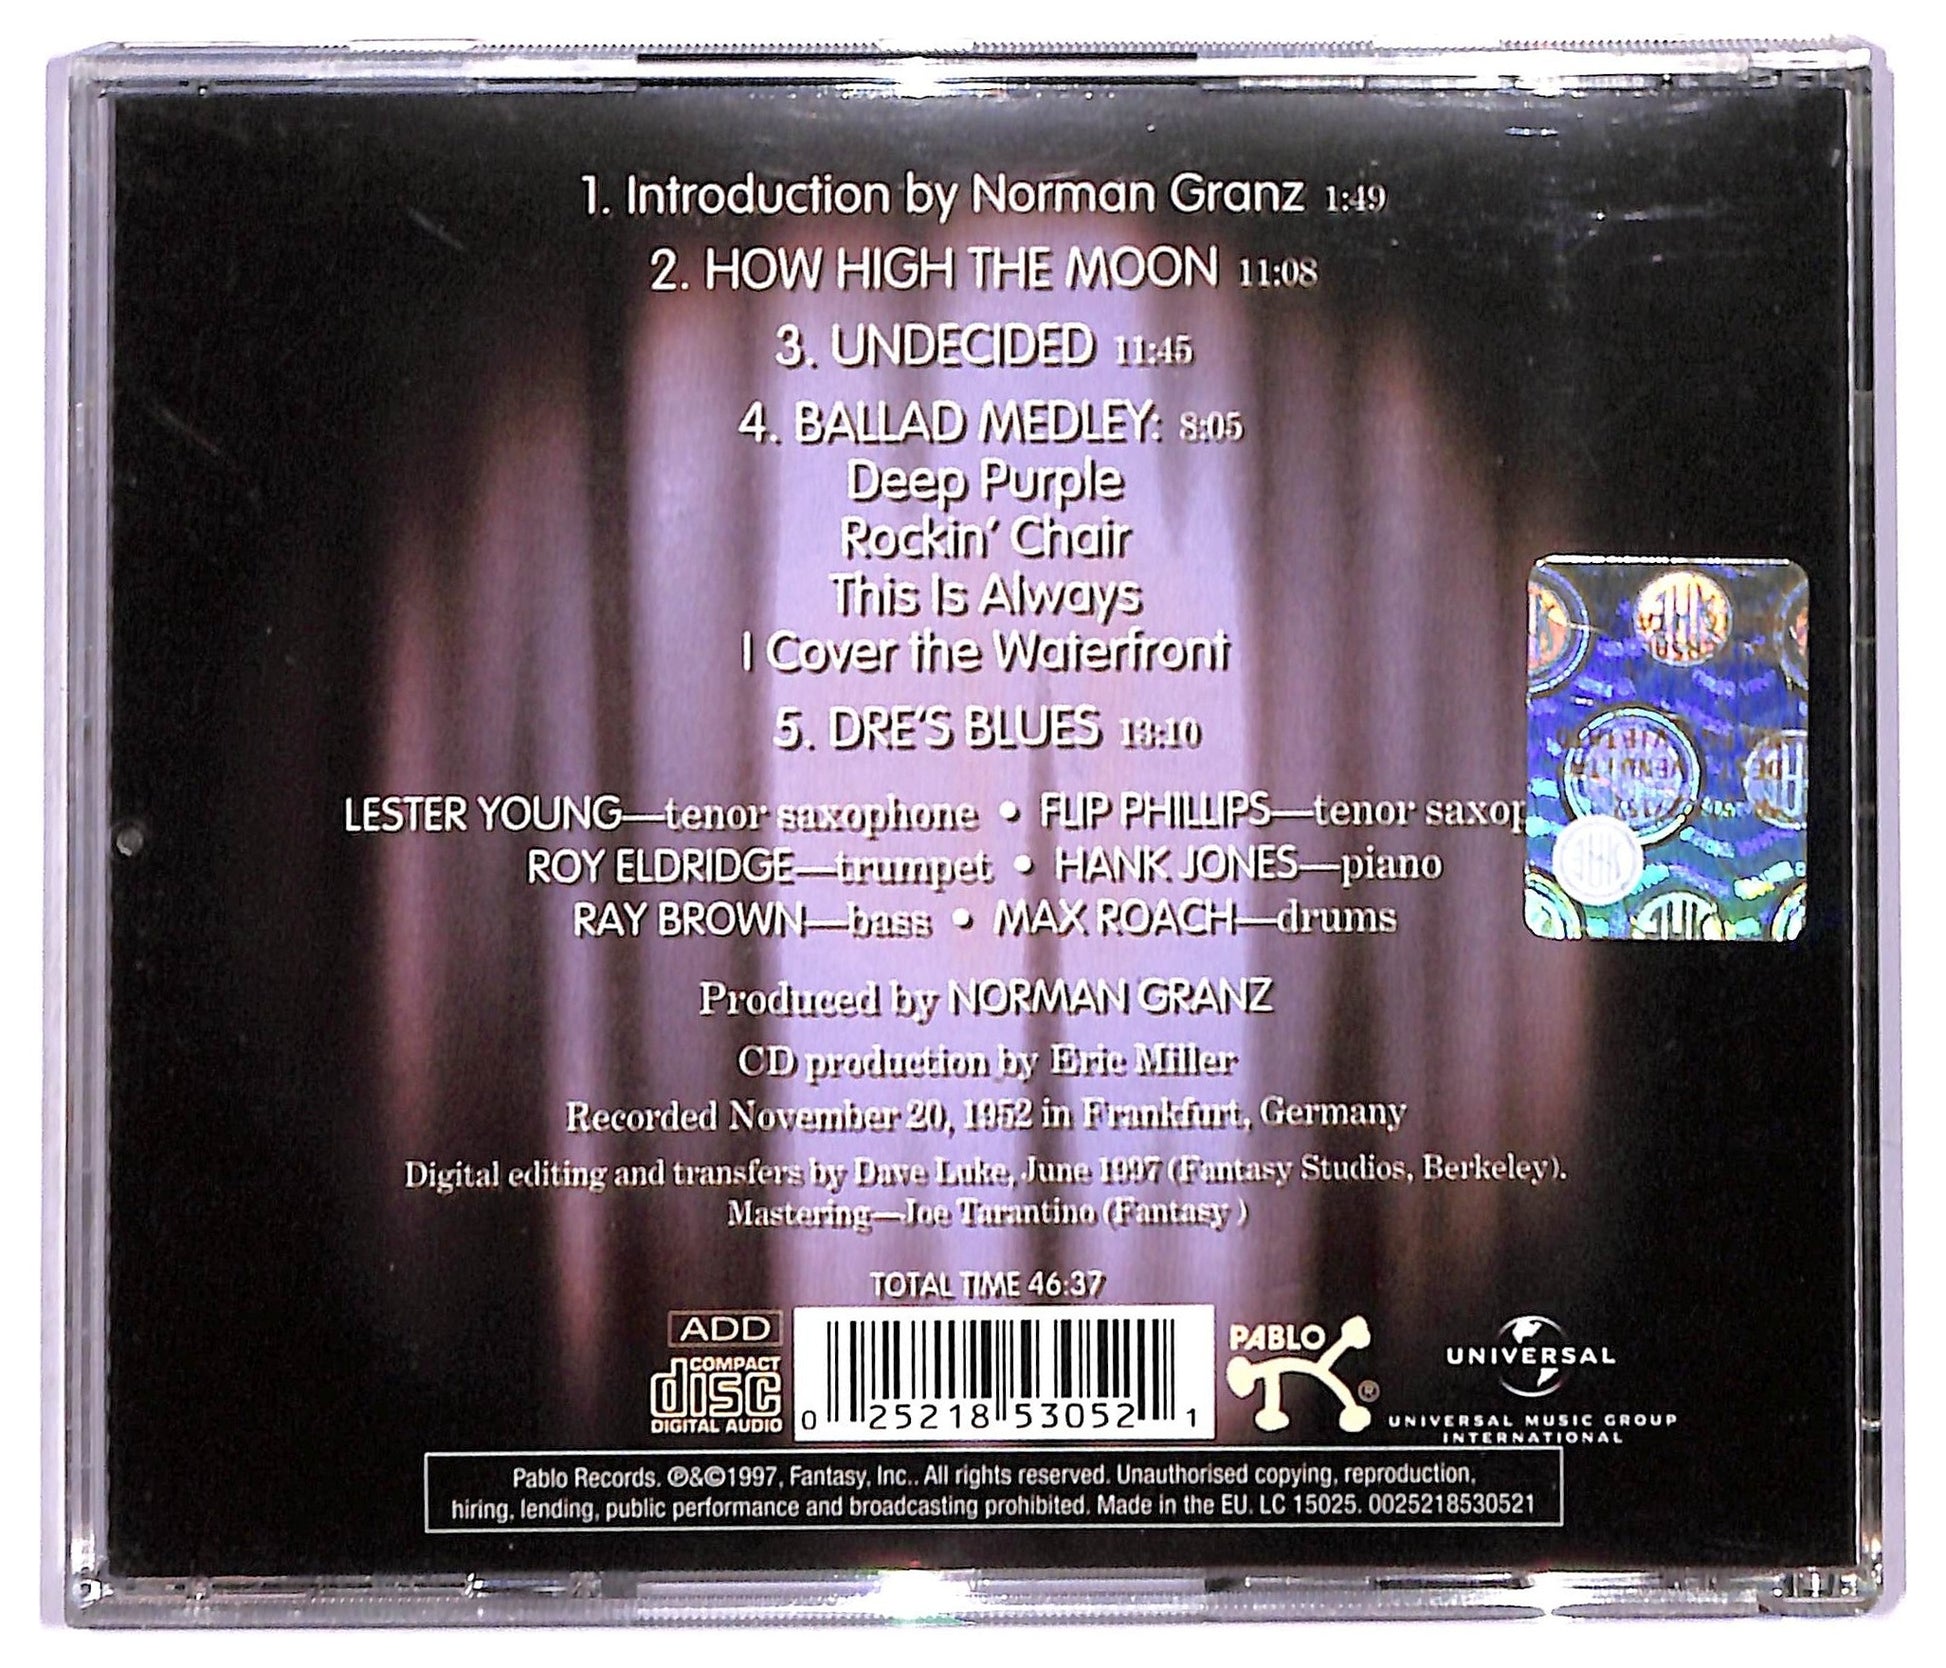 1. Introduction by Norman Granz 1:49
2. HOW HIGH THE MOON 11:08
3. UNDECIDED 11:45
4. BALLAD MEDLEY: 8:05
Deep Purple
Rockin' Chair
This Is Always
I Cover the Waterfront
5. DRE'S BLUES 13:10
LESTER YOUNG—tenor saxophone • FLIP PHILLIPS—tenor saxop
ROY ELDRIDGE—trumpet • HANK JONES—piano
RAY BROWN—bass • MAX ROACH—drums
Produced by NORMAN GRANZ
CD production by Eric Miller
Recorded November 20, 1952 in Frankfurt, Germany
Digital editing and transfers by Dave Luke, June 1997 (Fantasy Studios, Berkeley).
Mastering—Joe Tarantino (Fantasy )
TOTAL TIME 46:37
ADD
COMPACT
disc
DIGITAL AUDIO
0 25218 53052 1
PABLO
®
UNIVERSAL
UNIVERSAL MUSIC GROUP
INTERNATIONAL
Pablo Records. ℗&©1997, Fantasy, Inc.. All rights reserved. Unauthorised copying, reproduction,
hiring, lending, public performance and broadcasting prohibited. Made in the EU. LC 15025. 0025218530521